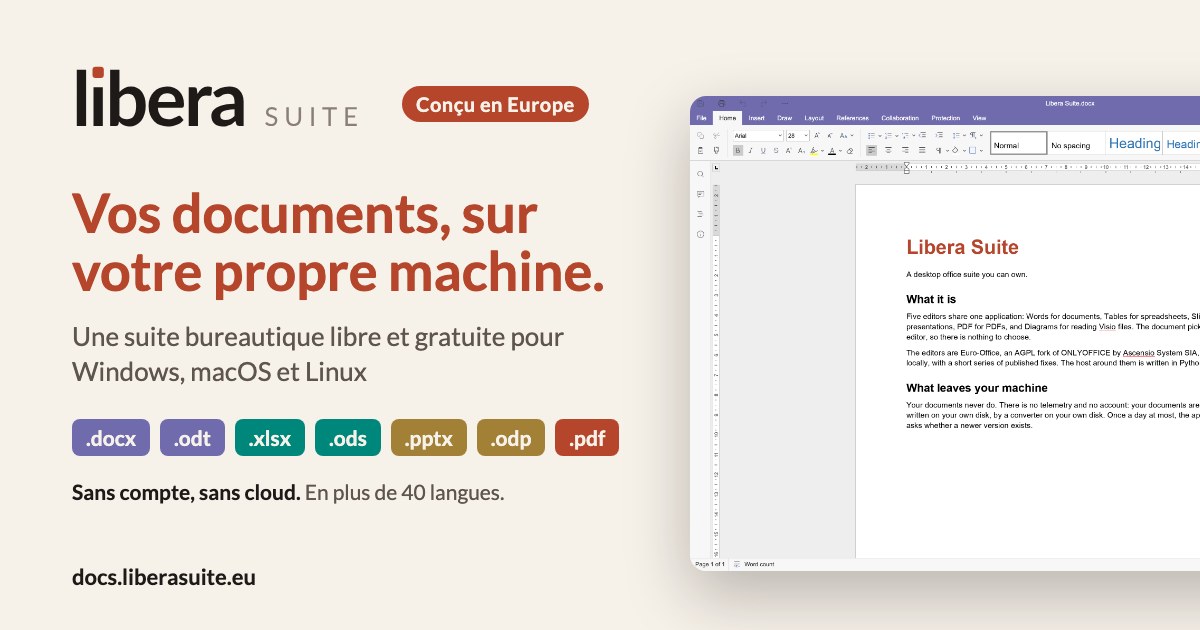 libera SUITE
Conçu en Europe
Vos documents, sur
votre propre machine.
Une suite bureautique libre et gratuite pour
Windows, macOS et Linux
.docx .odt .xlsx .ods .pptx .odp .pdf
Sans compte, sans cloud. En plus de 40 langues.
docs.liberasuite.eu
Libera Suite.docx
File Home Insert Draw Layout References Collaboration Protection View
Arial 28
Normal No spacing Heading Headin
Libera Suite
A desktop office suite you can own.
What it is
Five editors share one application: Words for documents, Tables for spreadsheets, Sli
presentations, PDF for PDFs, and Diagrams for reading Visio files. The document pick
editor, so there is nothing to choose.
The editors are Euro-Office, an AGPL fork of ONLYOFFICE by Ascensio System SIA,
locally, with a short series of published fixes. The host around them is written in Pytho
What leaves your machine
Your documents never do. There is no telemetry and no account: your documents are
written on your own disk, by a converter on your own disk. Once a day at most, the ap
asks whether a newer version exists.
Page 1 of 1 Word count